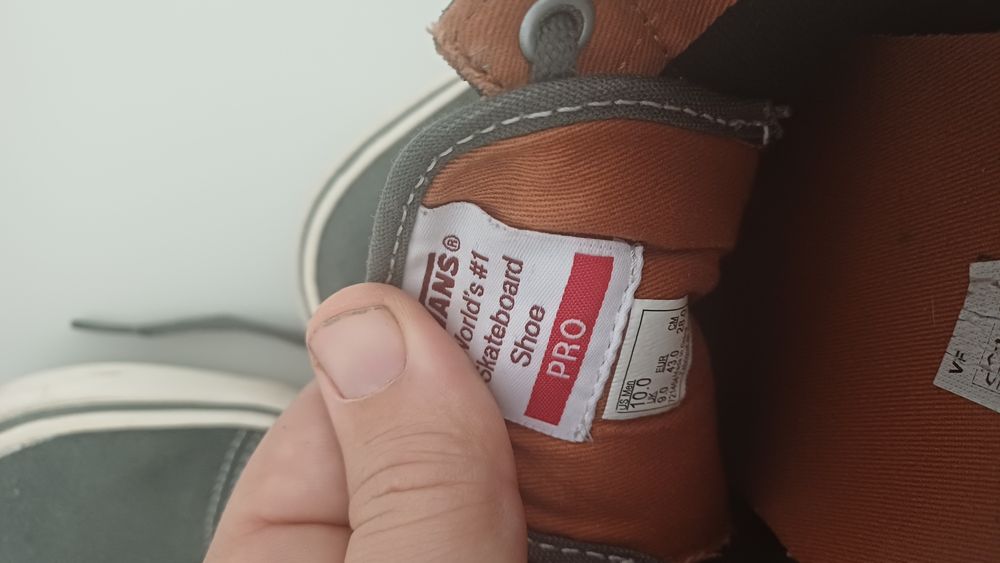 VANS®
World's #1
Skateboard
Shoe
PRO
US Men
10.0
UK
9.0
EUR
43.0
CM
28.0
VF